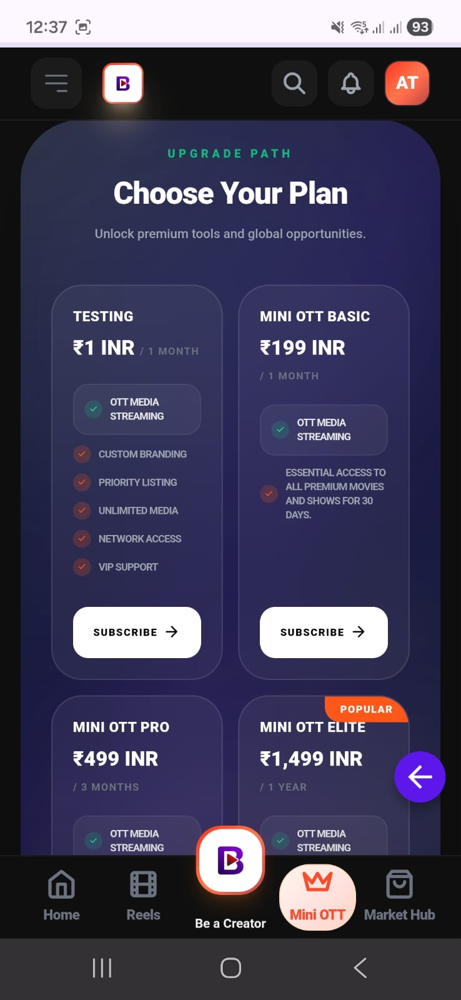 12:37
5
93
B
AT
UPGRADE PATH
Choose Your Plan
Unlock premium tools and global opportunities.
TESTING
₹1 INR / 1 MONTH
OTT MEDIA
STREAMING
CUSTOM BRANDING
PRIORITY LISTING
UNLIMITED MEDIA
NETWORK ACCESS
VIP SUPPORT
SUBSCRIBE →
MINI OTT BASIC
₹199 INR
/ 1 MONTH
OTT MEDIA
STREAMING
ESSENTIAL ACCESS TO
ALL PREMIUM MOVIES
AND SHOWS FOR 30
DAYS.
SUBSCRIBE →
MINI OTT PRO
₹499 INR
/ 3 MONTHS
OTT MEDIA
STREAMING
POPULAR
MINI OTT ELITE
₹1,499 INR
/ 1 YEAR
OTT MEDIA
STREAMING
B
Home
Reels
Be a Creator
Mini OTT
Market Hub